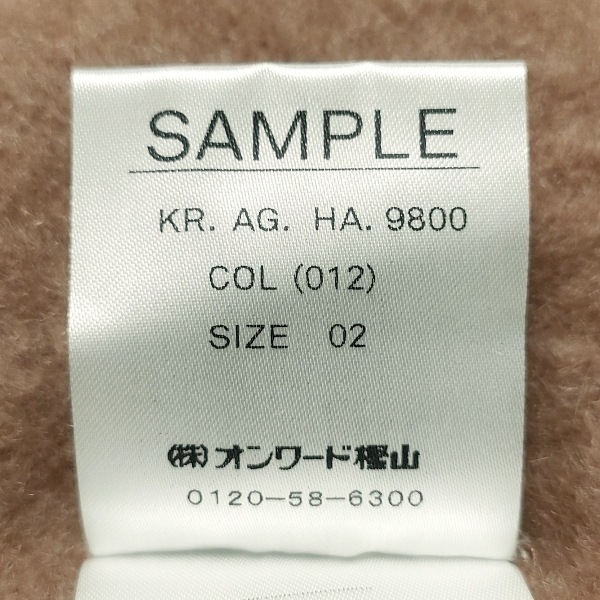 SAMPLE
KR. AG. HA. 9800
COL (012)
SIZE 02
(株)オンワード樫山
0120-58-6300